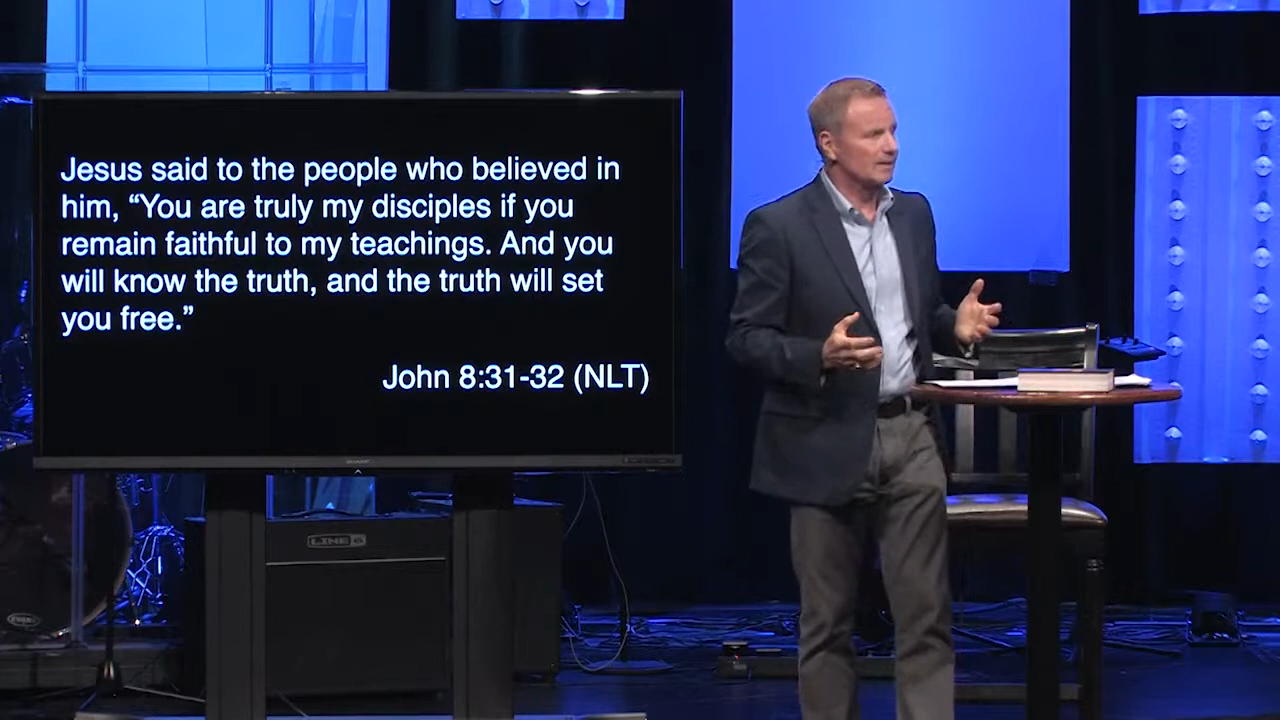 Jesus said to the people who believed in
him, “You are truly my disciples if you
remain faithful to my teachings. And you
will know the truth, and the truth will set
you free.”
John 8:31-32 (NLT)
SHARP
LINE 6
EVANS